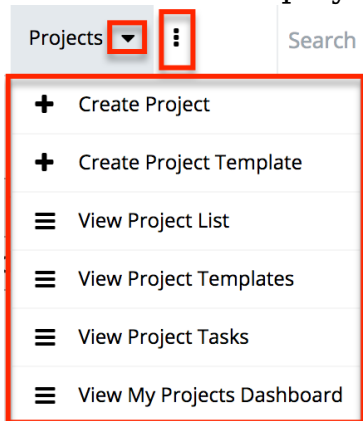 Projects Search
Create Project
Create Project Template
View Project List
View Project Templates
View Project Tasks
View My Projects Dashboard